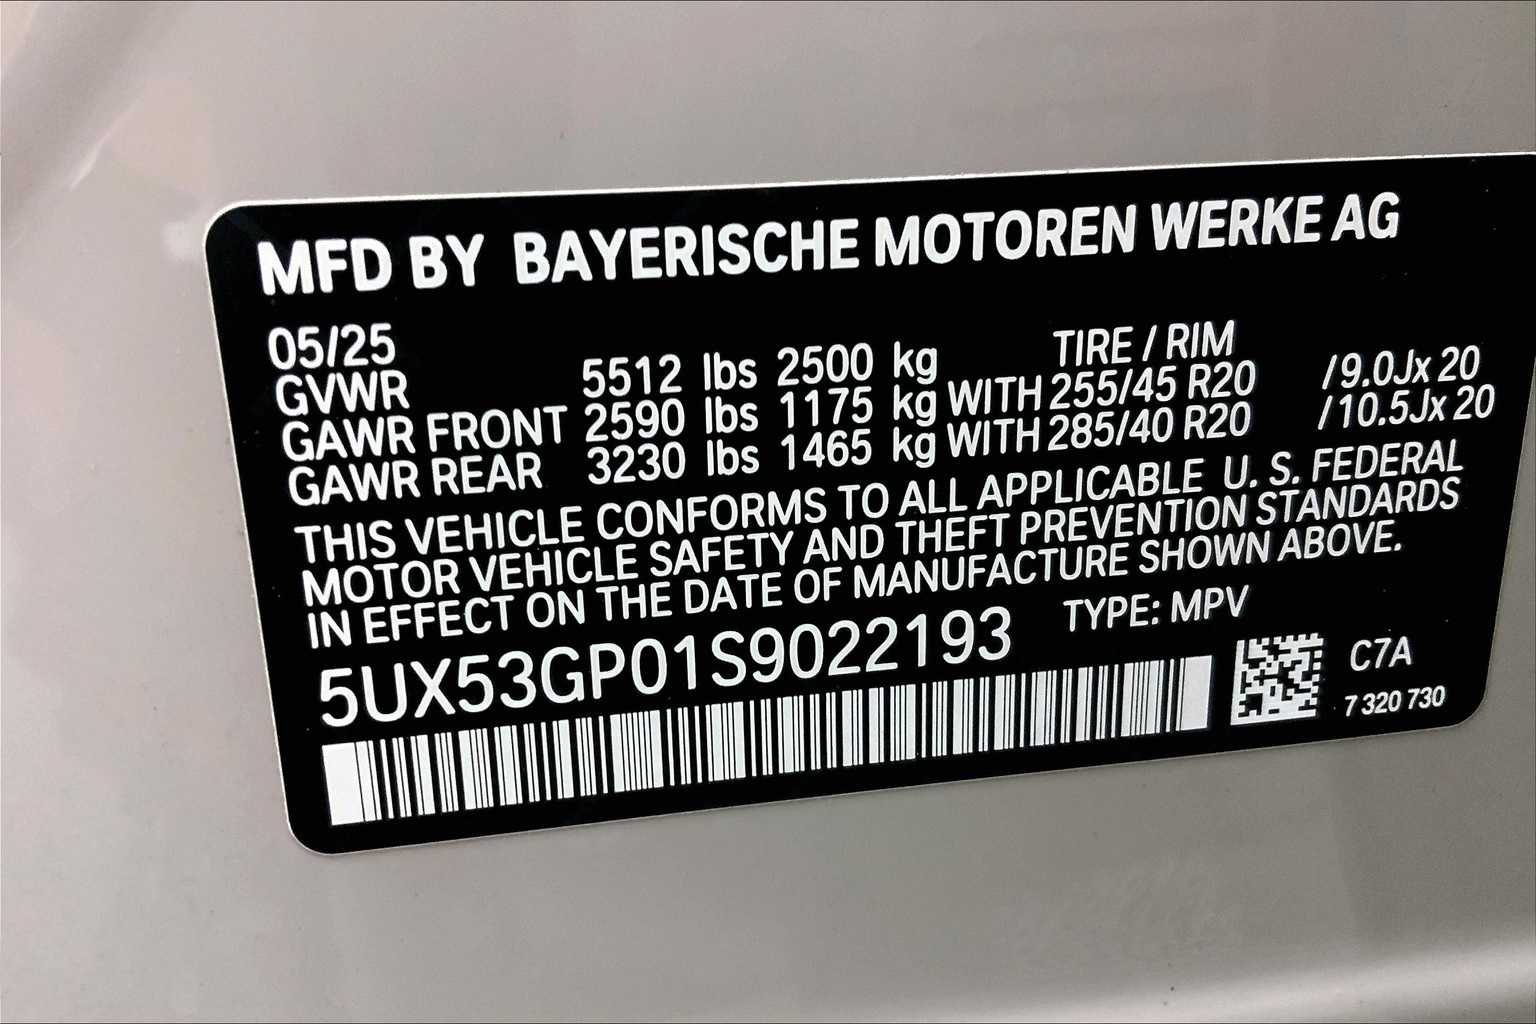 MFD BY BAYERISCHE MOTOREN WERKE AG
05/25 TIRE / RIM
GVWR 5512 lbs 2500 kg
GAWR FRONT 2590 lbs 1175 kg WITH 255/45 R20 /9.0Jx 20
GAWR REAR 3230 lbs 1465 kg WITH 285/40 R20 /10.5Jx 20
THIS VEHICLE CONFORMS TO ALL APPLICABLE U. S. FEDERAL
MOTOR VEHICLE SAFETY AND THEFT PREVENTION STANDARDS
IN EFFECT ON THE DATE OF MANUFACTURE SHOWN ABOVE.
5UX53GP01S9022193 TYPE: MPV
C7A
7 320 730